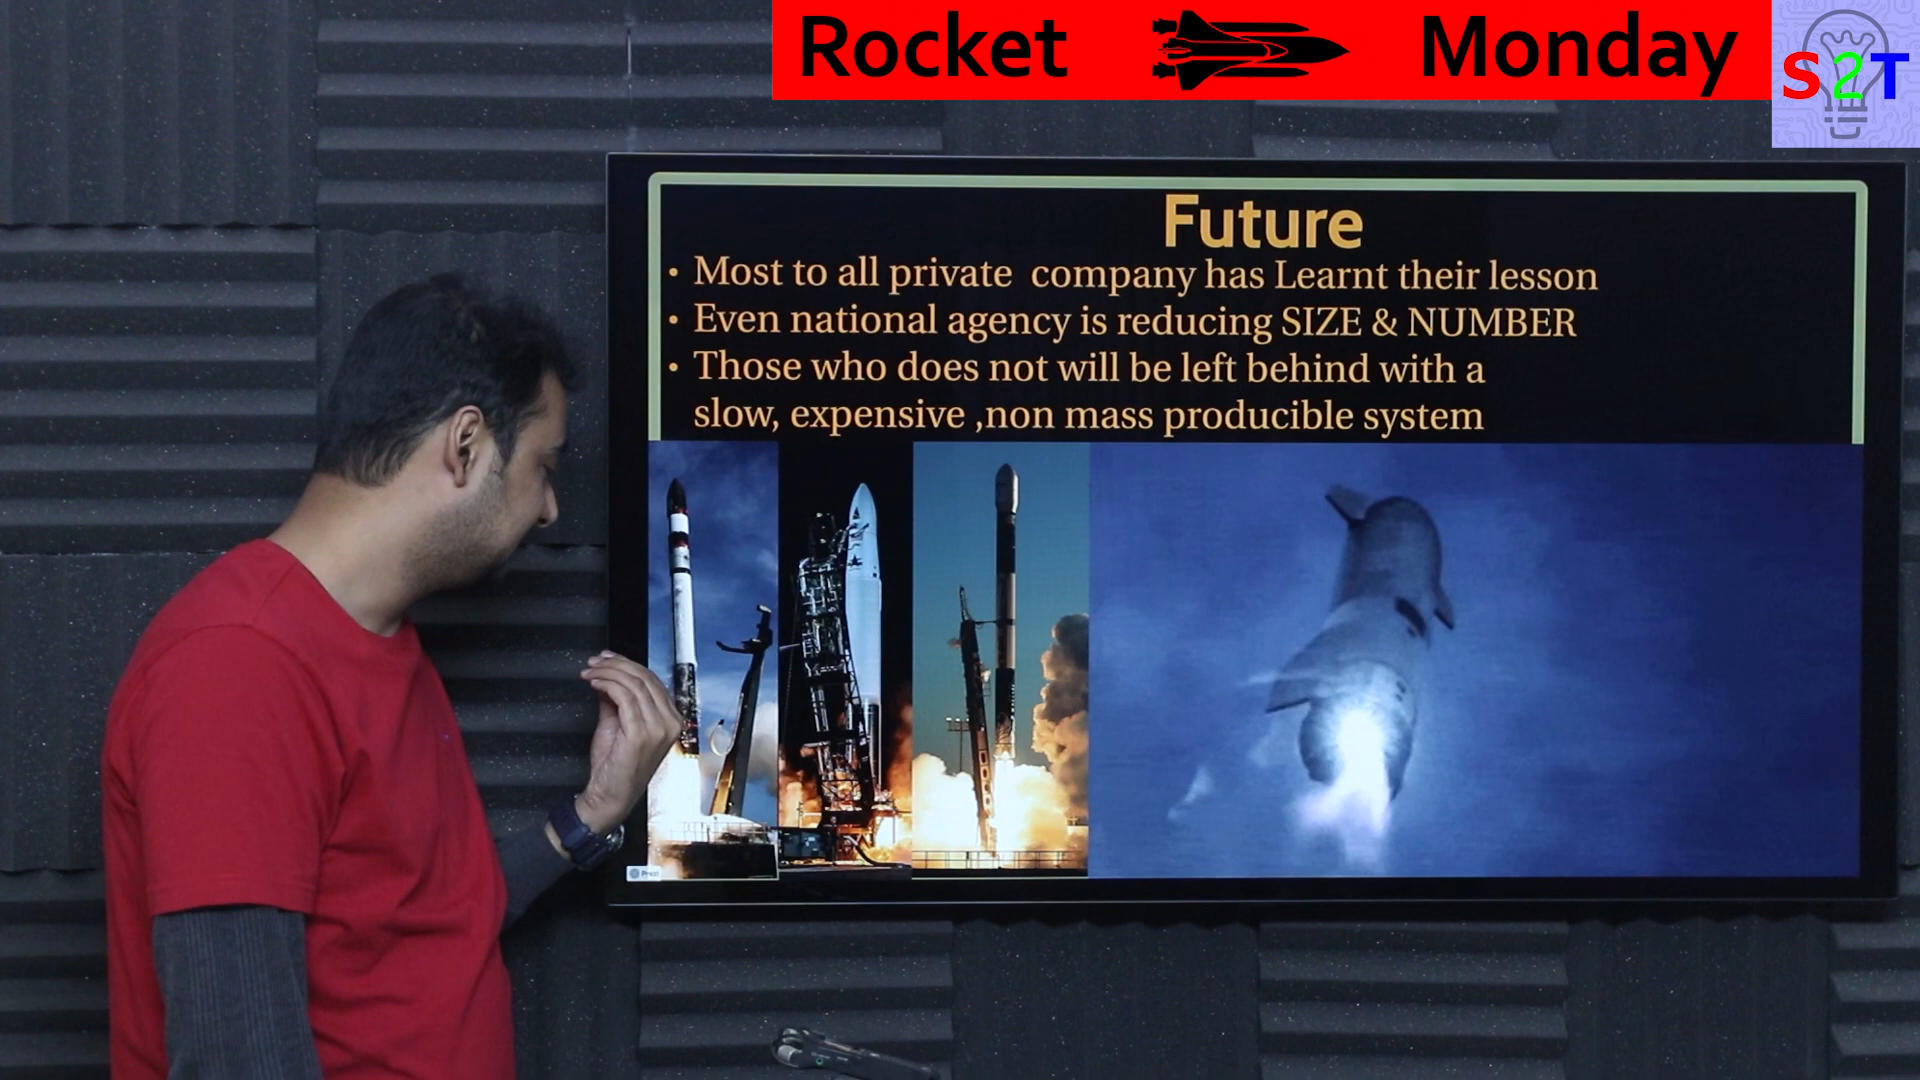 Rocket Monday
S2T
Future
• Most to all private company has Learnt their lesson
• Even national agency is reducing SIZE & NUMBER
• Those who does not will be left behind with a
slow, expensive ,non mass producible system
Prezi